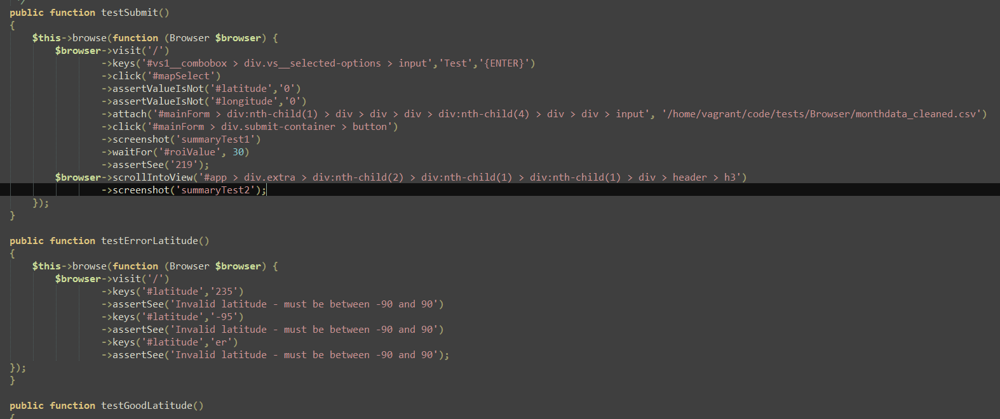 */
public function testSubmit()
{
    $this->browse(function (Browser $browser) {
        $browser->visit('/')
                ->keys('#vs1__combobox > div.vs__selected-options > input','Test','{ENTER}')
                ->click('#mapSelect')
                ->assertValueIsNot('#latitude','0')
                ->assertValueIsNot('#longitude','0')
                ->attach('#mainForm > div:nth-child(1) > div > div > div > div:nth-child(4) > div > div > input', '/home/vagrant/code/tests/Browser/monthdata_cleaned.csv')
                ->click('#mainForm > div.submit-container > button')
                ->screenshot('summaryTest1')
                ->waitFor('#roiValue', 30)
                ->assertSee('219');
        $browser->scrollIntoView('#app > div.extra > div:nth-child(2) > div:nth-child(1) > div:nth-child(1) > div > header > h3')
                ->screenshot('summaryTest2');
    });
}

public function testErrorLatitude()
{
    $this->browse(function (Browser $browser) {
        $browser->visit('/')
                ->keys('#latitude','235')
                ->assertSee('Invalid latitude - must be between -90 and 90')
                ->keys('#latitude','-95')
                ->assertSee('Invalid latitude - must be between -90 and 90')
                ->keys('#latitude','er')
                ->assertSee('Invalid latitude - must be between -90 and 90');
});
}

public function testGoodLatitude()
{